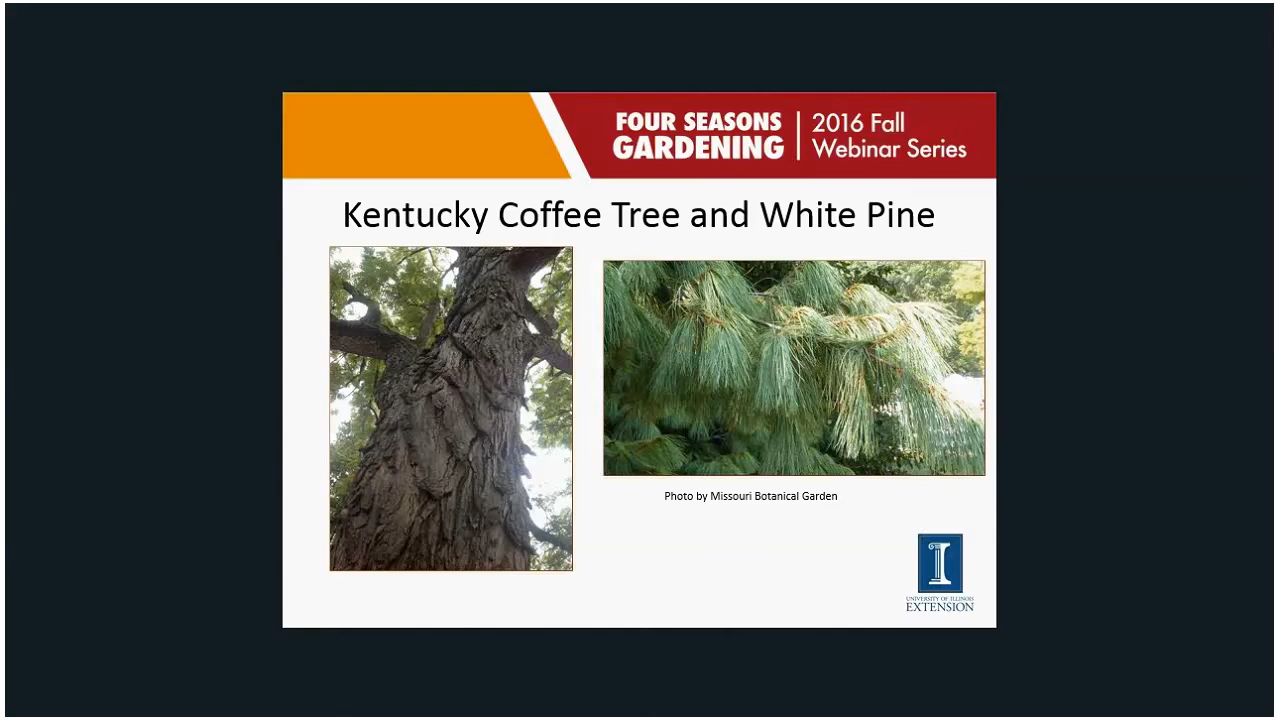 FOUR SEASONS
GARDENING
2016 Fall
Webinar Series
Kentucky Coffee Tree and White Pine
Photo by Missouri Botanical Garden
I
UNIVERSITY OF ILLINOIS
EXTENSION